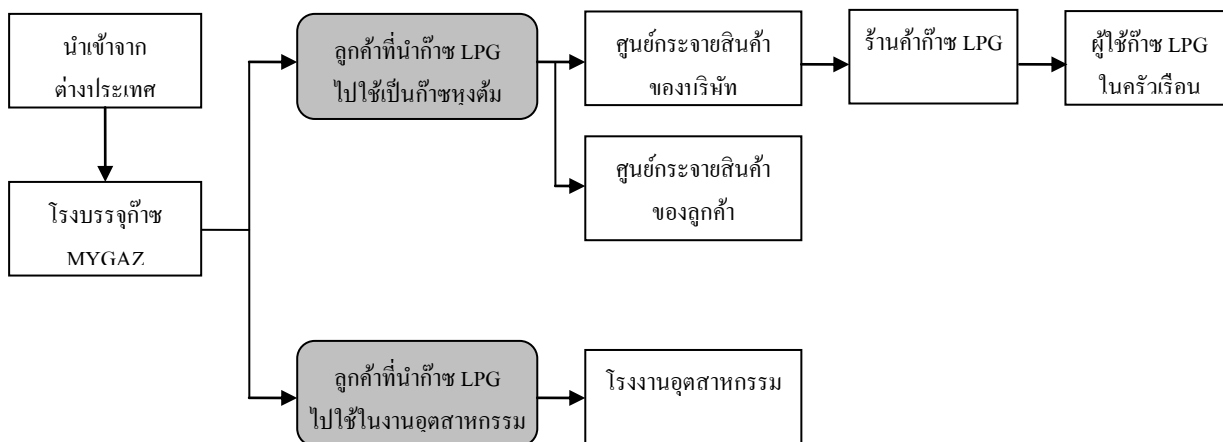 นำเข้าจาก
ต่างประเทศ
โรงบรรจุก๊าซ
MYGAZ
ลูกค้าที่นำก๊าซ LPG
ไปใช้เป็นก๊าซหุงต้ม
ศูนย์กระจายสินค้า
ของบริษัท
ร้านค้าก๊าซ LPG
ผู้ใช้ก๊าซ LPG
ในครัวเรือน
ศูนย์กระจายสินค้า
ของลูกค้า
ลูกค้าที่นำก๊าซ LPG
ไปใช้ในงานอุตสาหกรรม
โรงงานอุตสาหกรรม